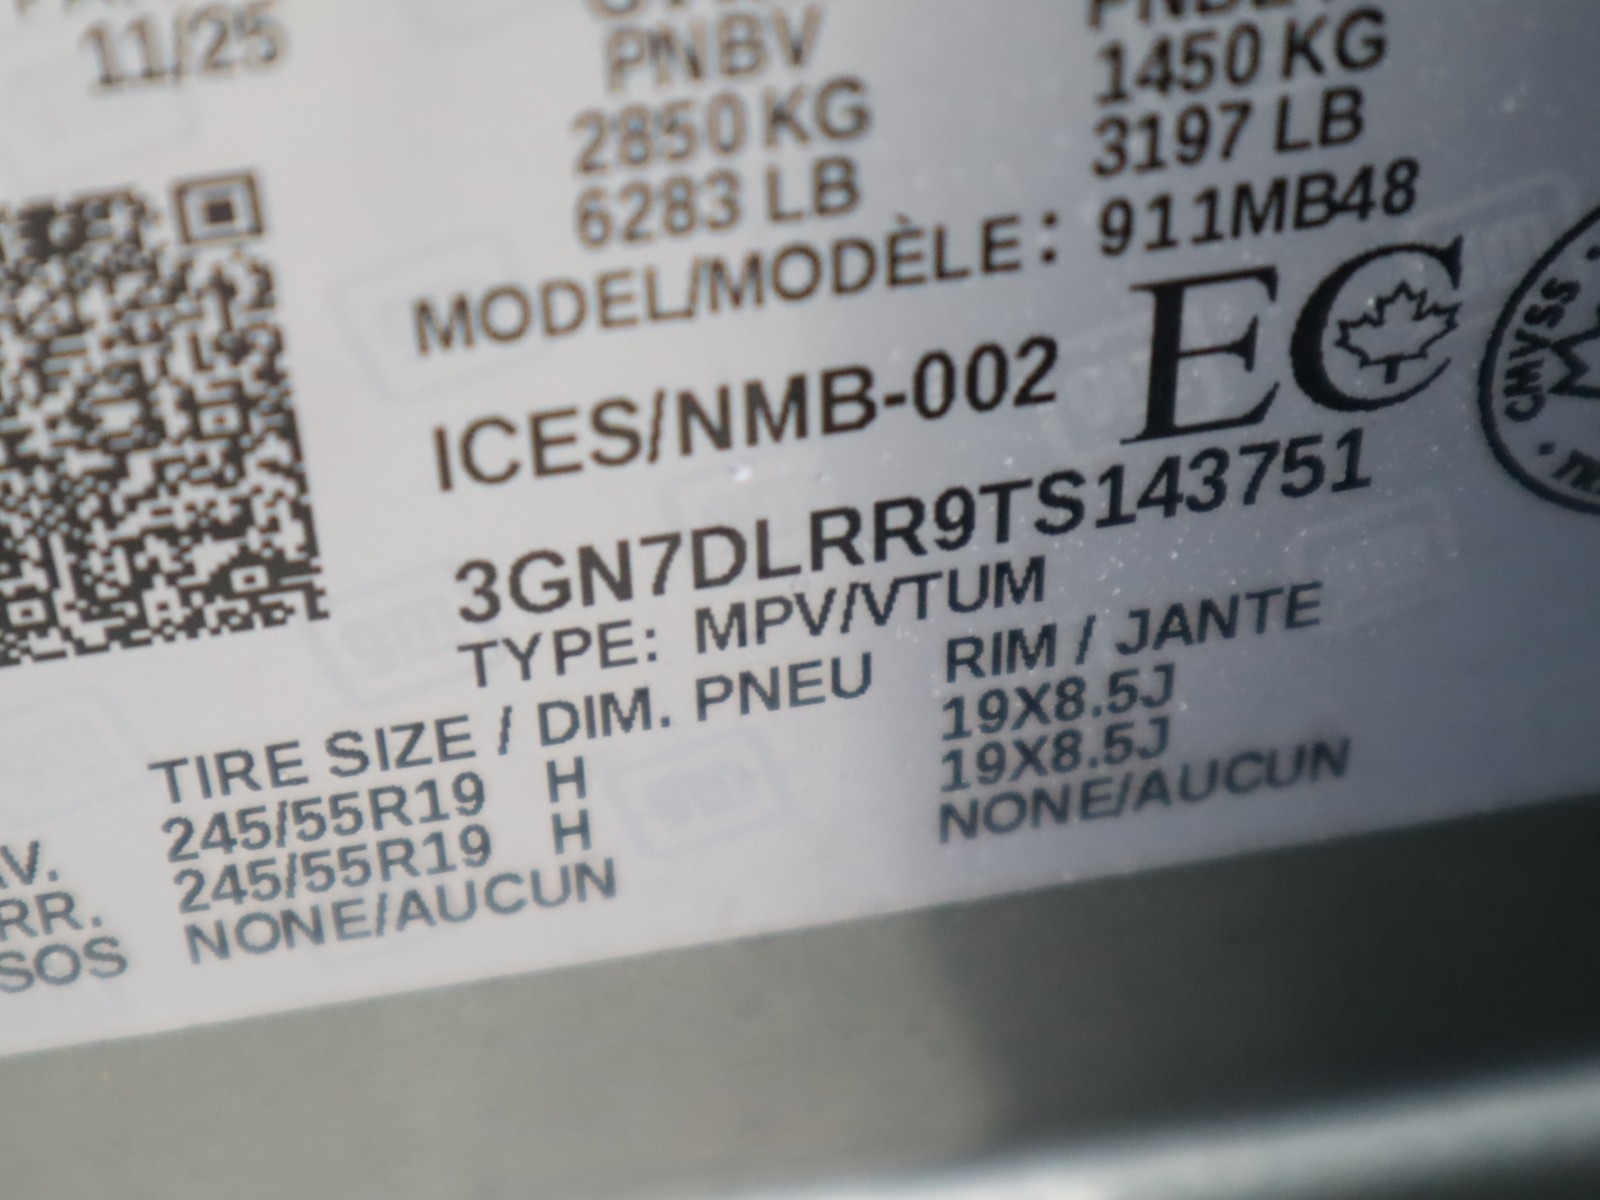 11/25
PNBV
2850 KG
6283 LB
1450 KG
3197 LB
MODEL/MODÈLE: 911MB48
ICES/NMB-002 EC
CMVSS
3GN7DLRR9TS143751
TYPE: MPV/VTUM
TIRE SIZE / DIM. PNEU RIM / JANTE
245/55R19 H 19X8.5J
245/55R19 H 19X8.5J
NONE/AUCUN NONE/AUCUN